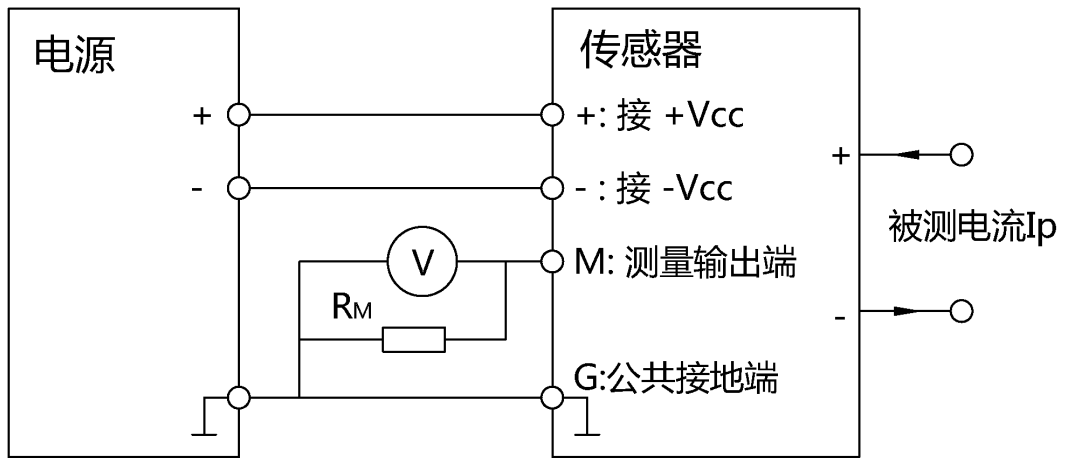 电源
传感器
+
+: 接 +Vcc
-
- : 接 -Vcc
+
被测电流Ip
V
M: 测量输出端
RM
-
G:公共接地端